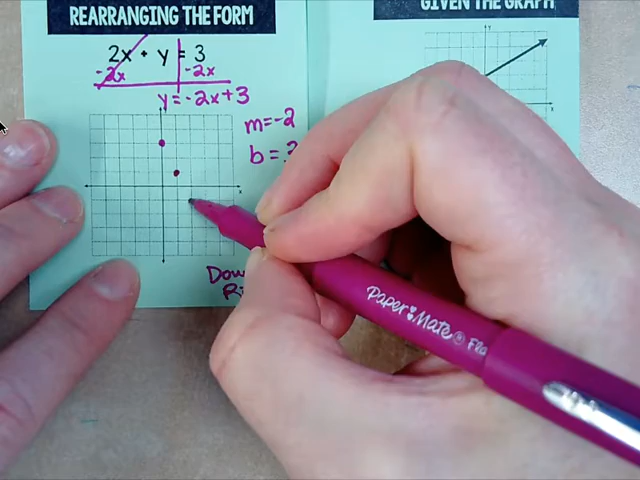 REARRANGING THE FORM
GIVEN THE GRAPH
2x + y = 3
-2x -2x
y = -2x + 3
m = -2
b =
Paper Mate®